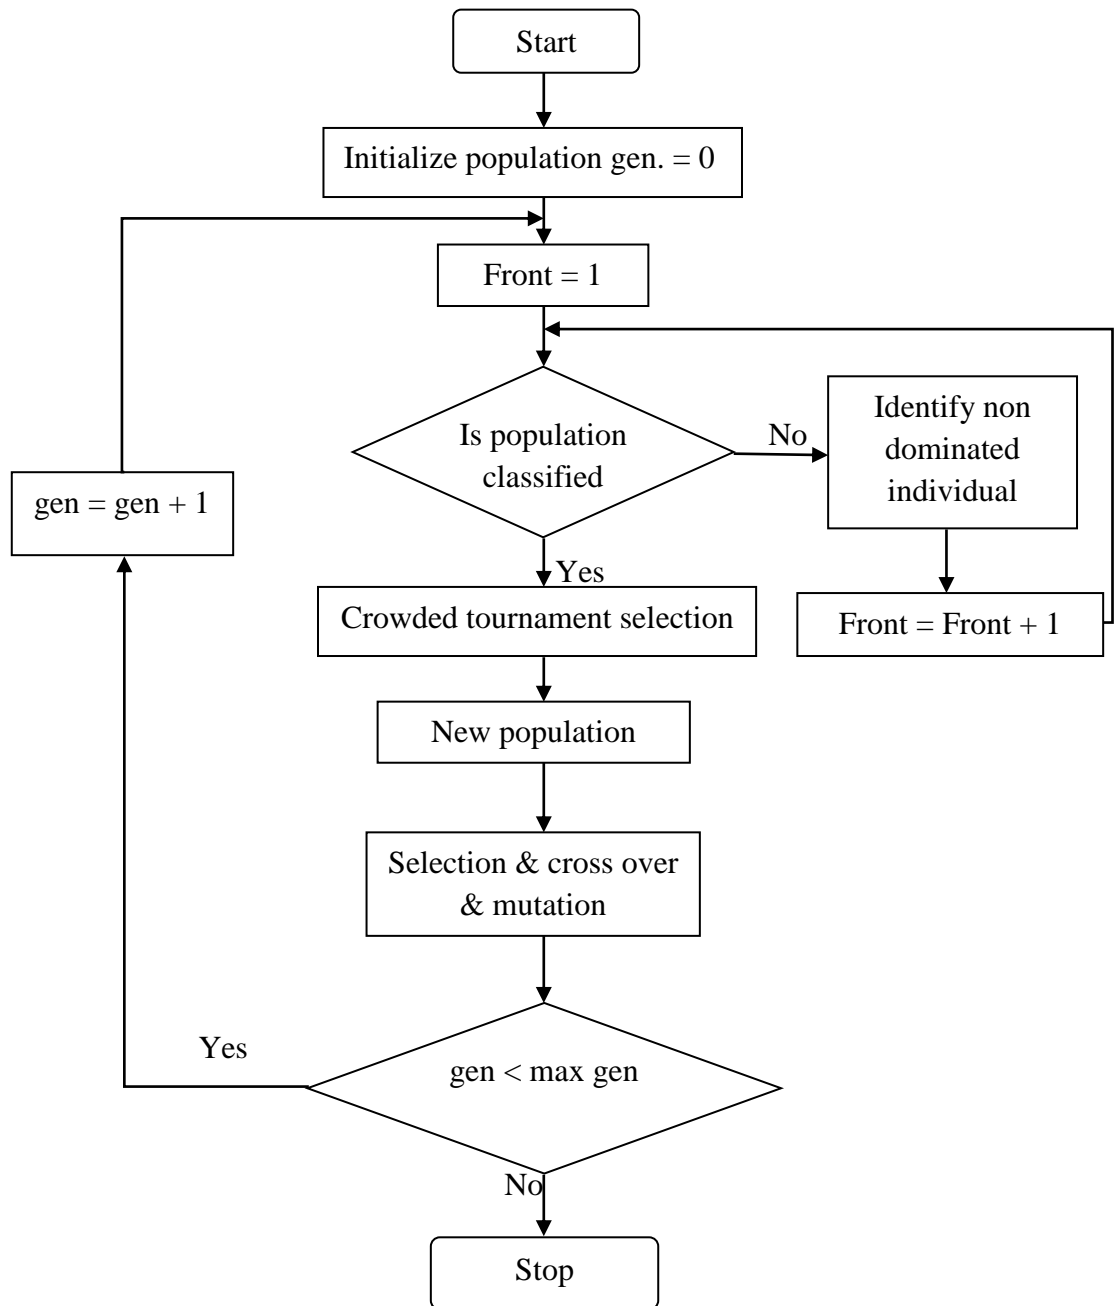 Start
Initialize population gen. = 0
Front = 1
Is population
classified
No
Identify non
dominated
individual
Front = Front + 1
gen = gen + 1
Yes
Crowded tournament selection
New population
Selection & cross over
& mutation
Yes
gen < max gen
No
Stop